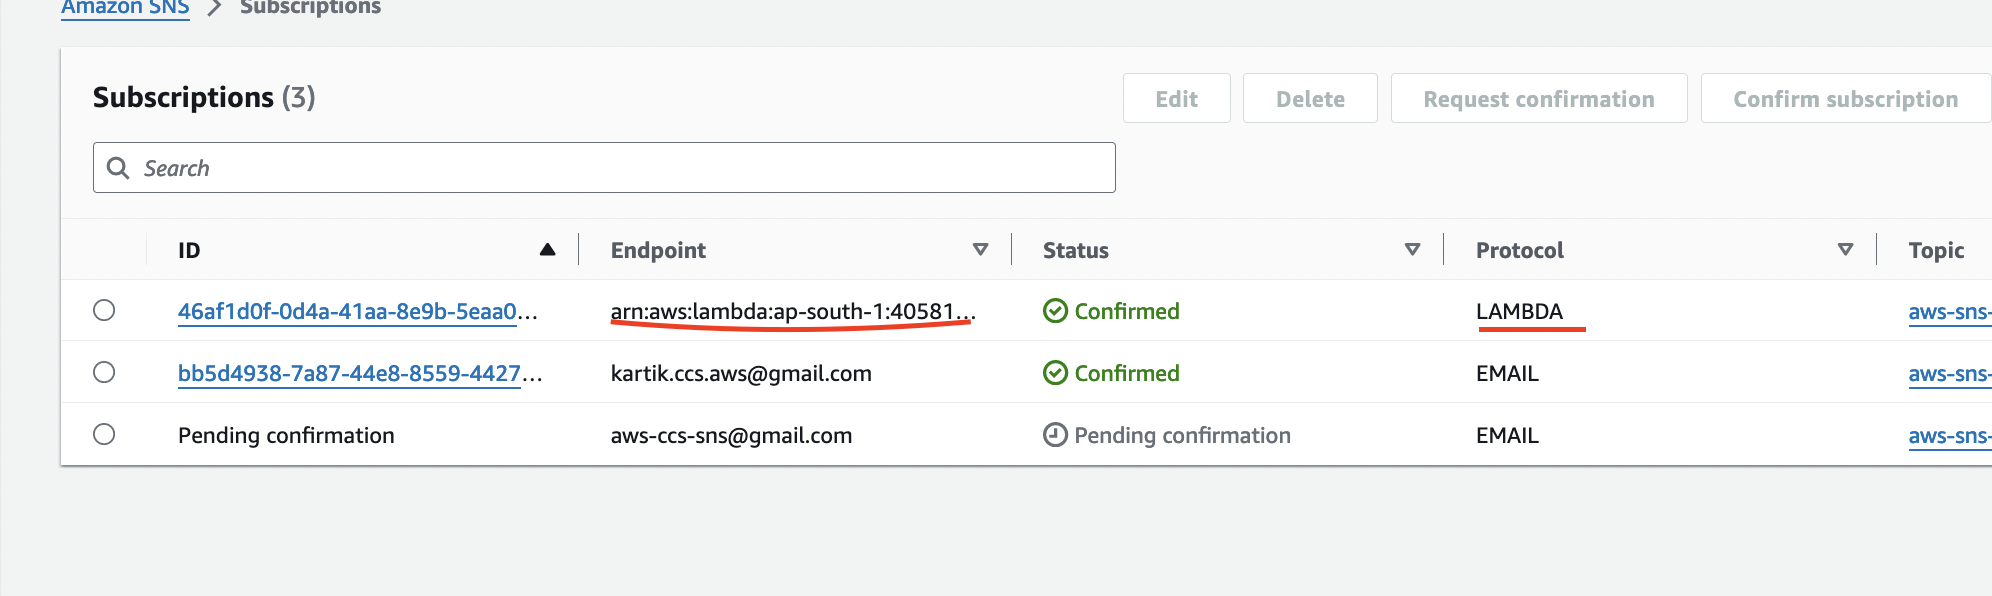 Amazon SNS > Subscriptions
Subscriptions (3)
Edit Delete Request confirmation Confirm subscription
Search
ID Endpoint Status Protocol Topic
46af1d0f-0d4a-41aa-8e9b-5eaa0... arn:aws:lambda:ap-south-1:40581... Confirmed LAMBDA aws-sns-
bb5d4938-7a87-44e8-8559-4427... kartik.ccs.aws@gmail.com Confirmed EMAIL aws-sns-
Pending confirmation aws-ccs-sns@gmail.com Pending confirmation EMAIL aws-sns-